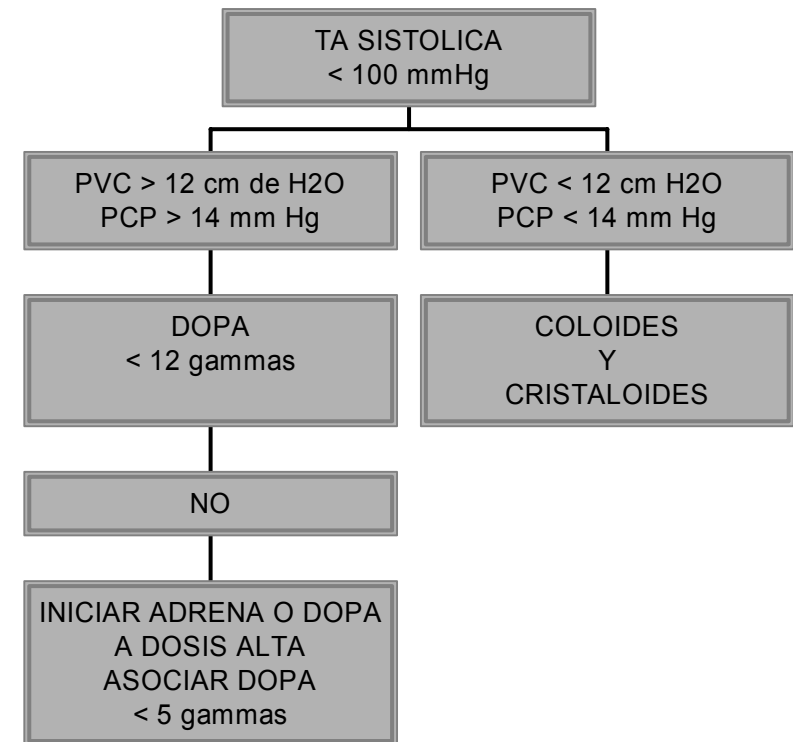 TA SISTOLICA
< 100 mmHg
PVC > 12 cm de H2O
PCP > 14 mm Hg
PVC < 12 cm H2O
PCP < 14 mm Hg
DOPA
< 12 gammas
COLOIDES
Y
CRISTALOIDES
NO
INICIAR ADRENA O DOPA
A DOSIS ALTA
ASOCIAR DOPA
< 5 gammas